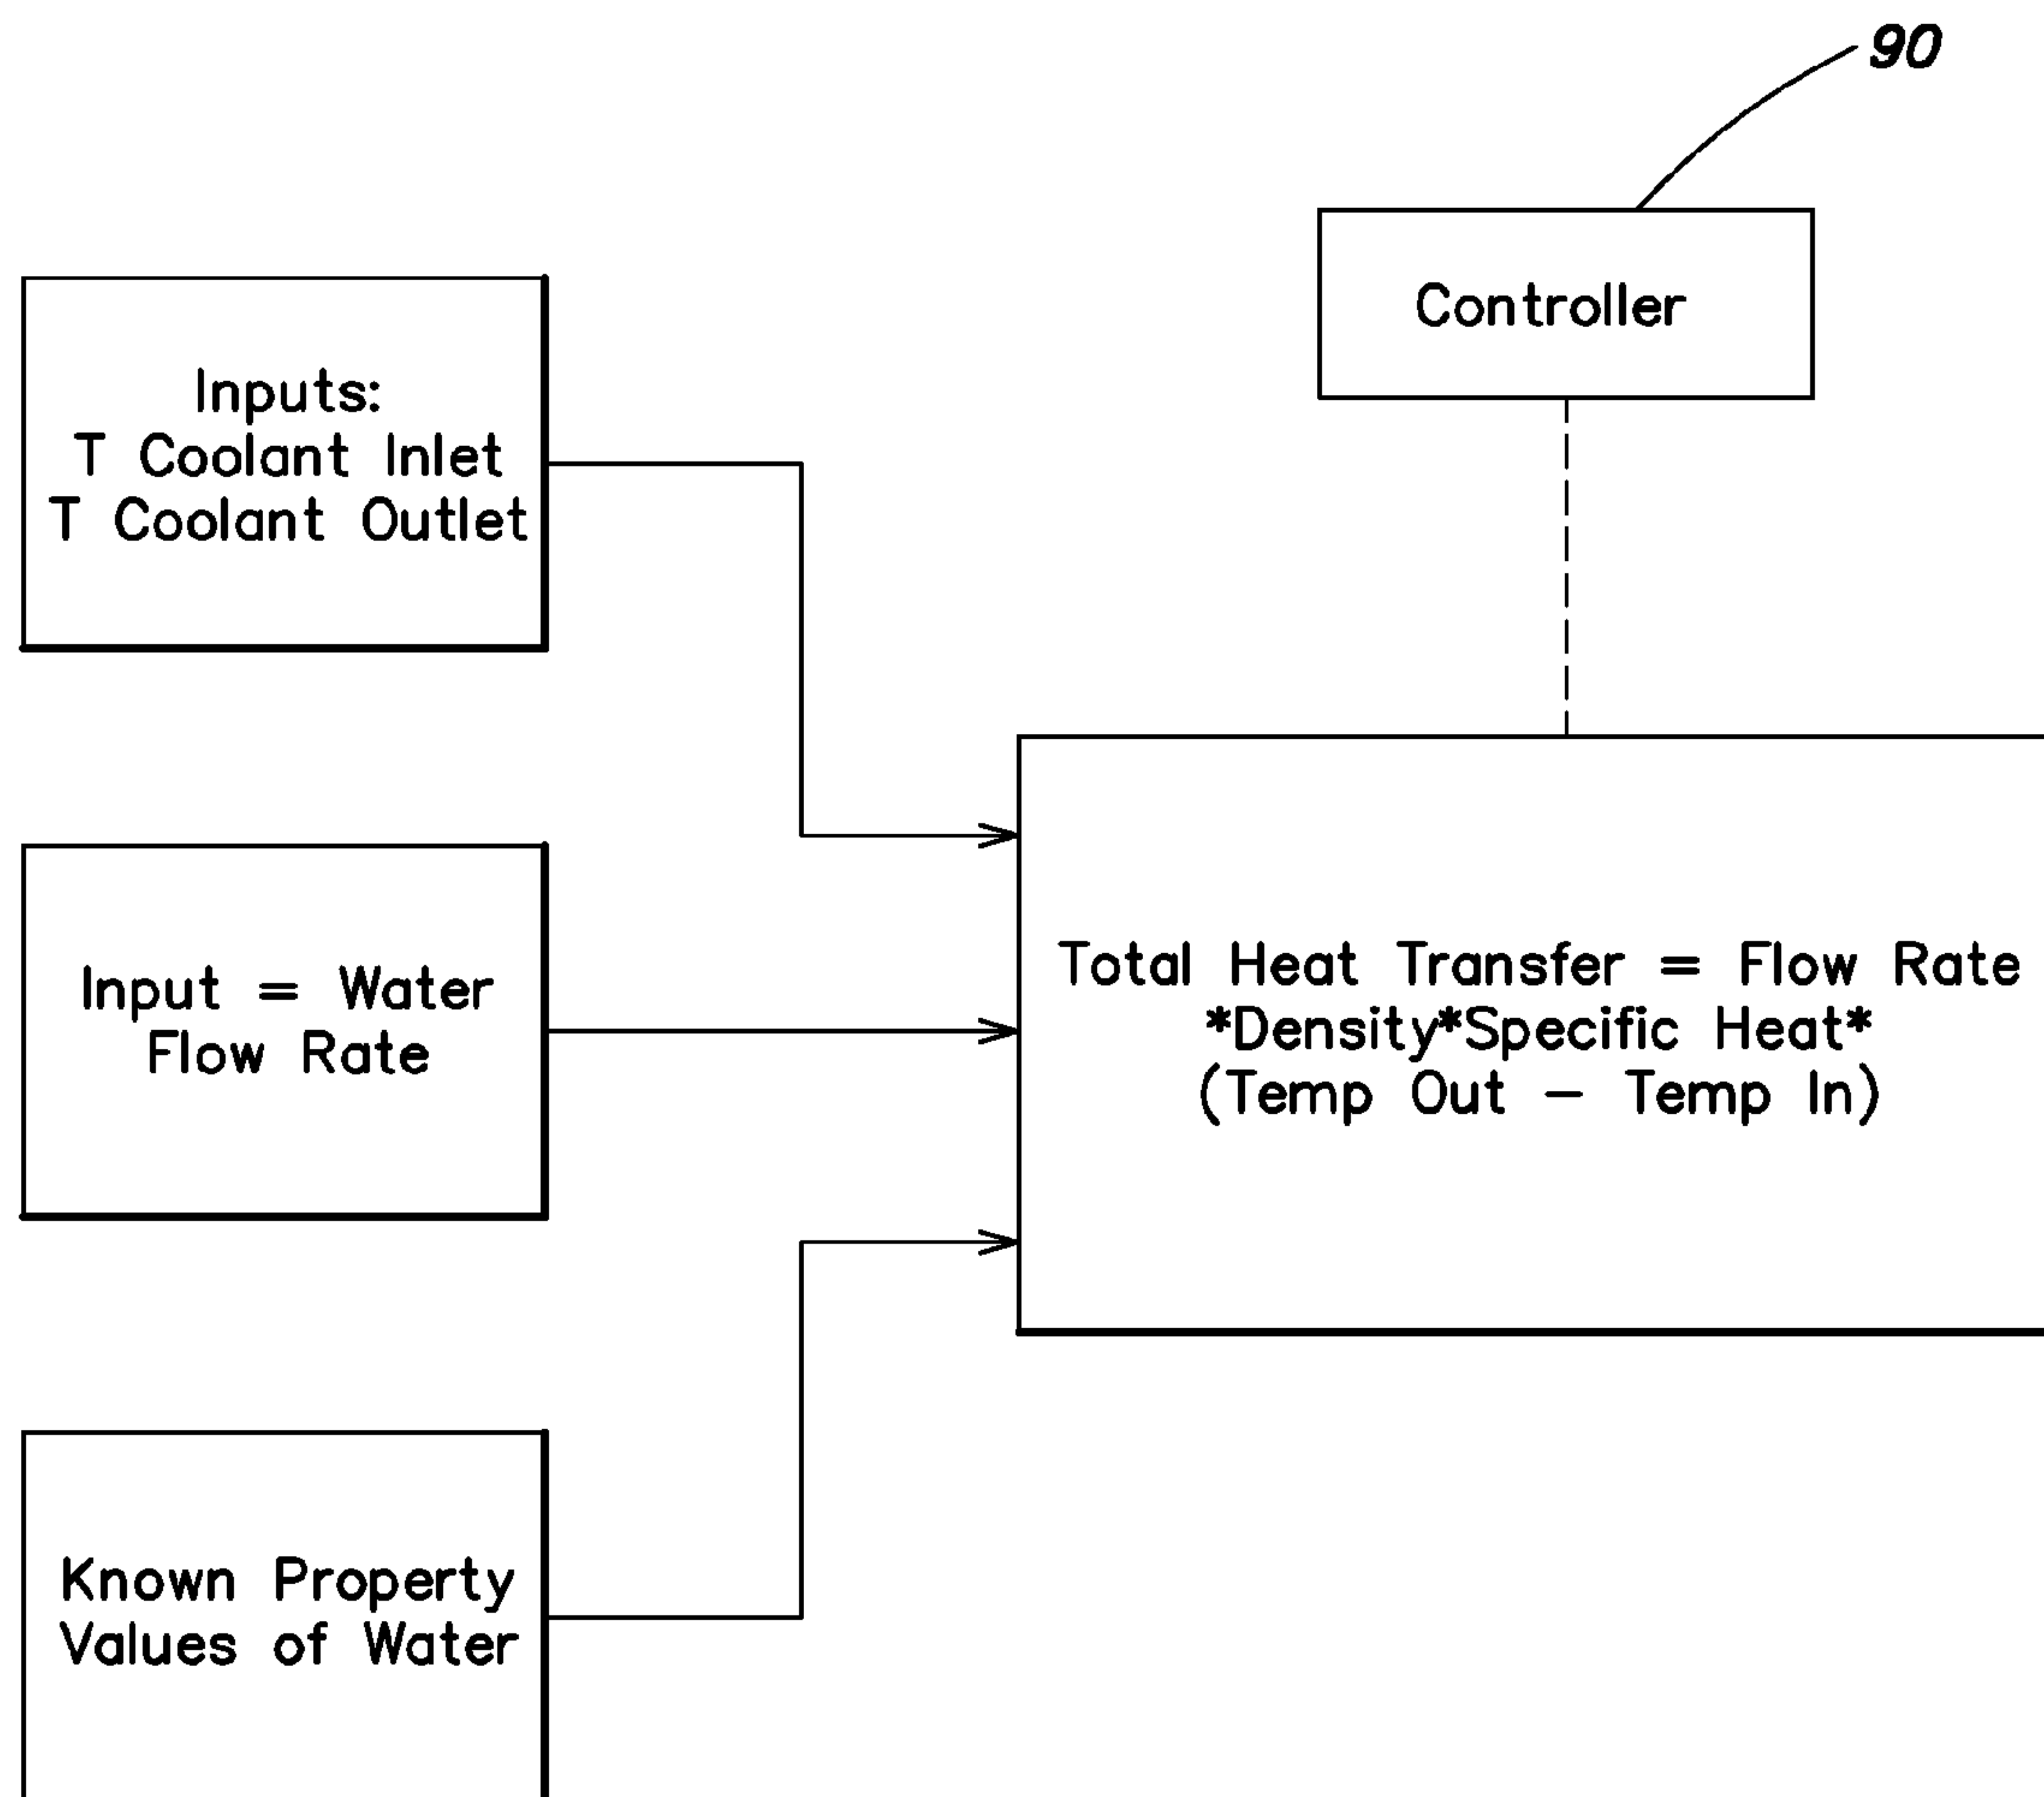 90
Controller
Inputs:
T Coolant Inlet
T Coolant Outlet
Input = Water
Flow Rate
Total Heat Transfer = Flow Rate
*Density*Specific Heat*
(Temp Out - Temp In)
Known Property
Values of Water